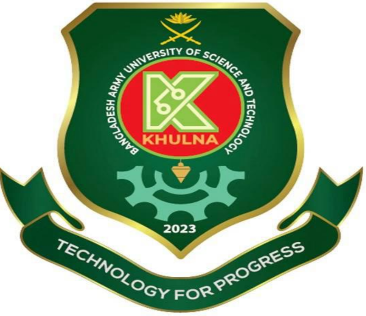 BANGLADESH ARMY UNIVERSITY OF SCIENCE AND TECHNOLOGY
K
KHULNA
2023
TECHNOLOGY FOR PROGRESS